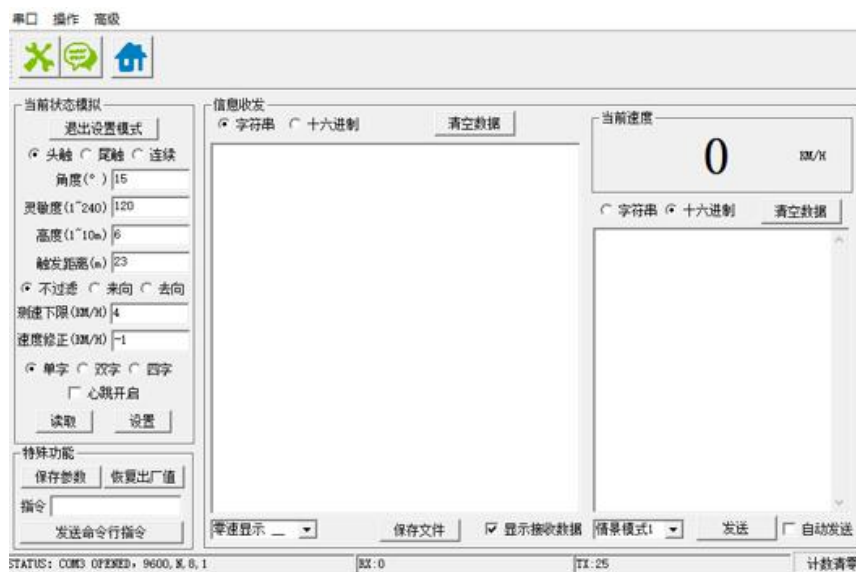 串口 操作 高级
当前状态模拟
退出设置模式
头触 尾触 连续
角度(° ) 15
灵敏度(1~240) 120
高度(1~10m) 6
触发距离(m) 23
不过滤 来向 去向
测速下限(KM/H) 4
速度修正(KM/H) -1
单字 双字 四字
心跳开启
读取 设置
特殊功能
保存参数 恢复出厂值
指令
发送命令行指令
信息收发
字符串 十六进制 清空数据
零速显示 __ 保存文件 显示接收数据
当前速度
0 KM/H
字符串 十六进制 清空数据
情景模式1 发送 自动发送
STATUS: COM3 OPENED, 9600, N, 8, 1 RX:0 TX:25 计数清零